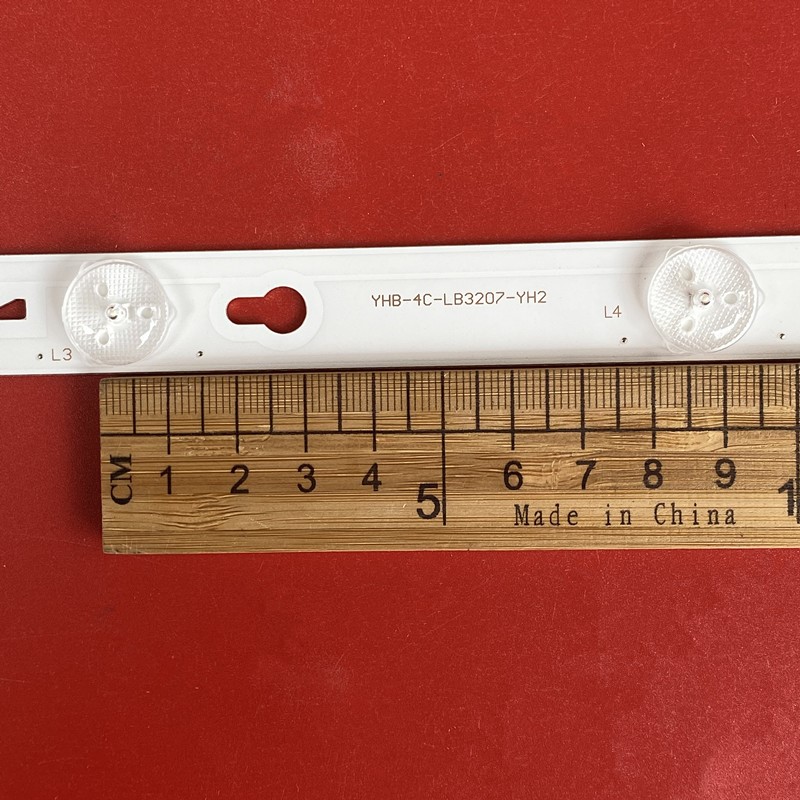 YHB-4C-LB3207-YH2
L4
L3
CM 1 2 3 4 5 6 7 8 9 1
Made in China